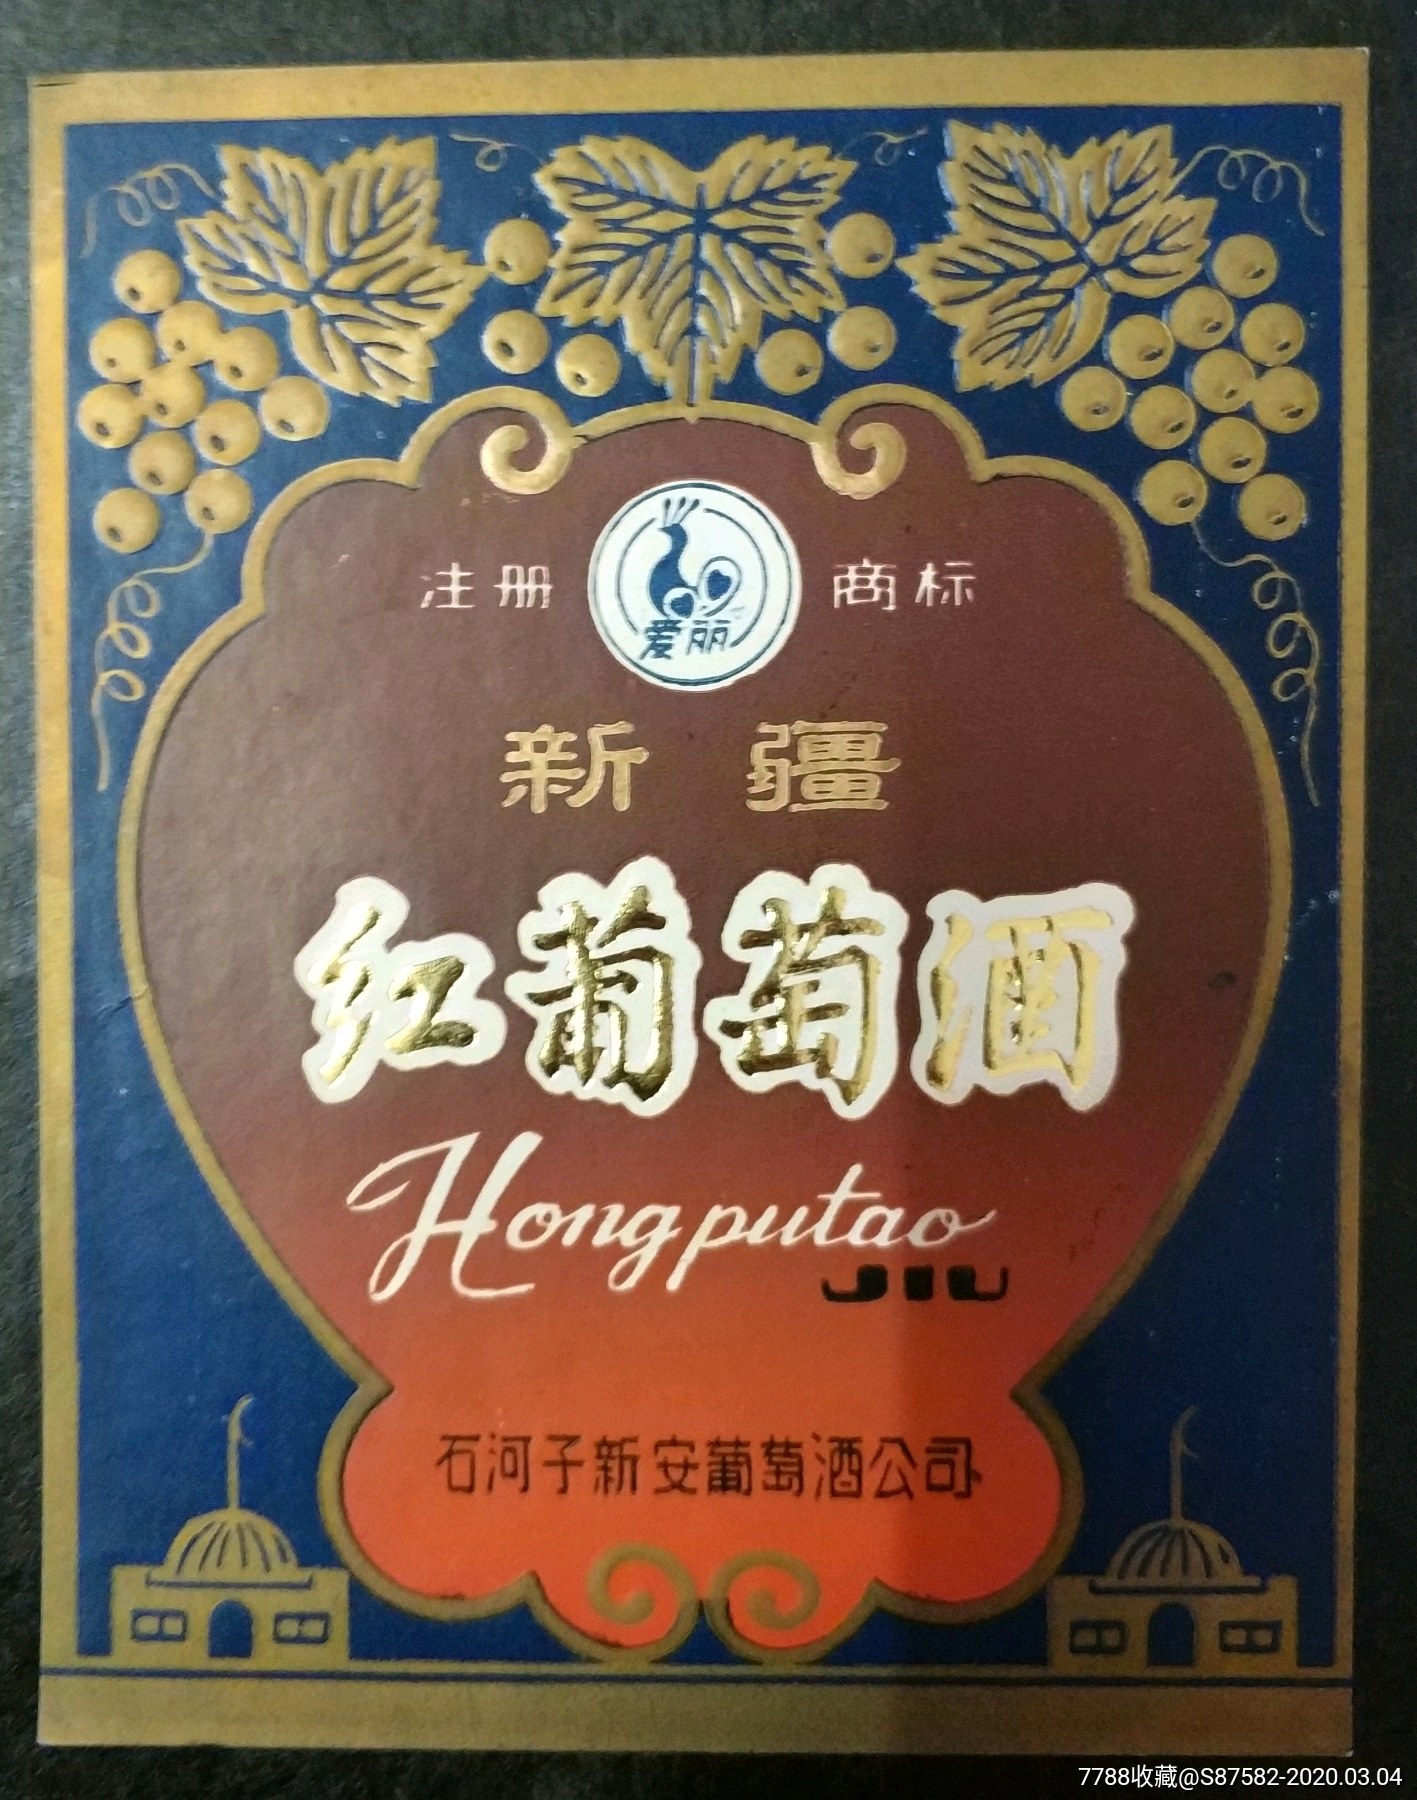 注册 商标
爱丽
新疆
红葡萄酒
Hongputao
JIU
石河子新安葡萄酒公司
7788收藏@S87582-2020.03.04